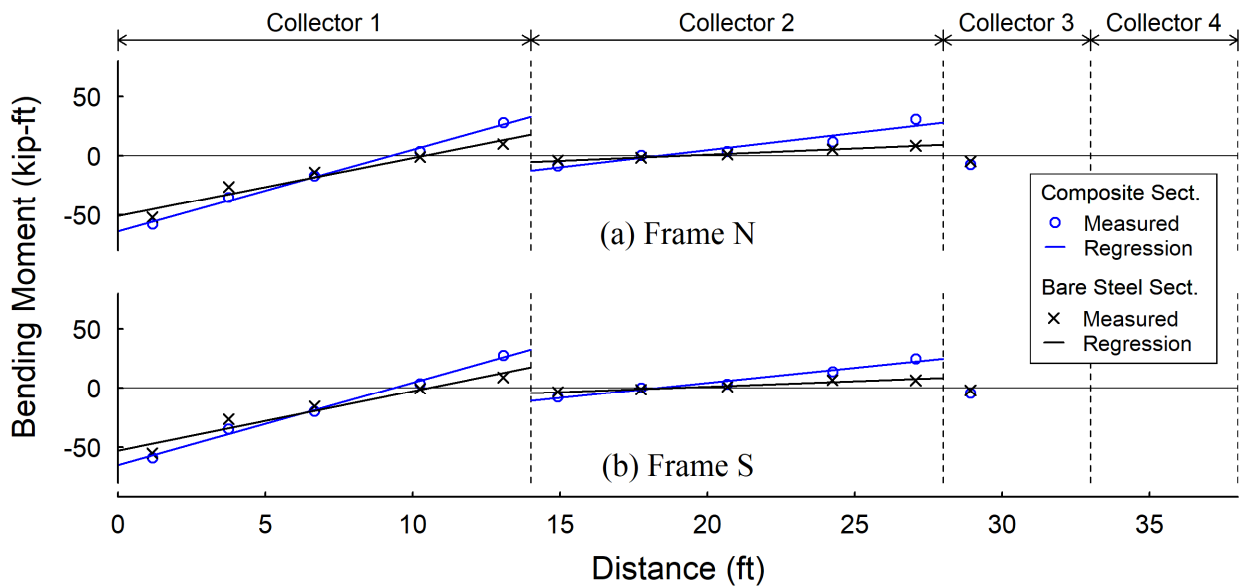 Collector 1 Collector 2 Collector 3 Collector 4
Bending Moment (kip-ft)
50
0
-50
(a) Frame N
Composite Sect.
Measured
Regression
Bare Steel Sect.
Measured
Regression
50
0
-50
(b) Frame S
0 5 10 15 20 25 30 35
Distance (ft)